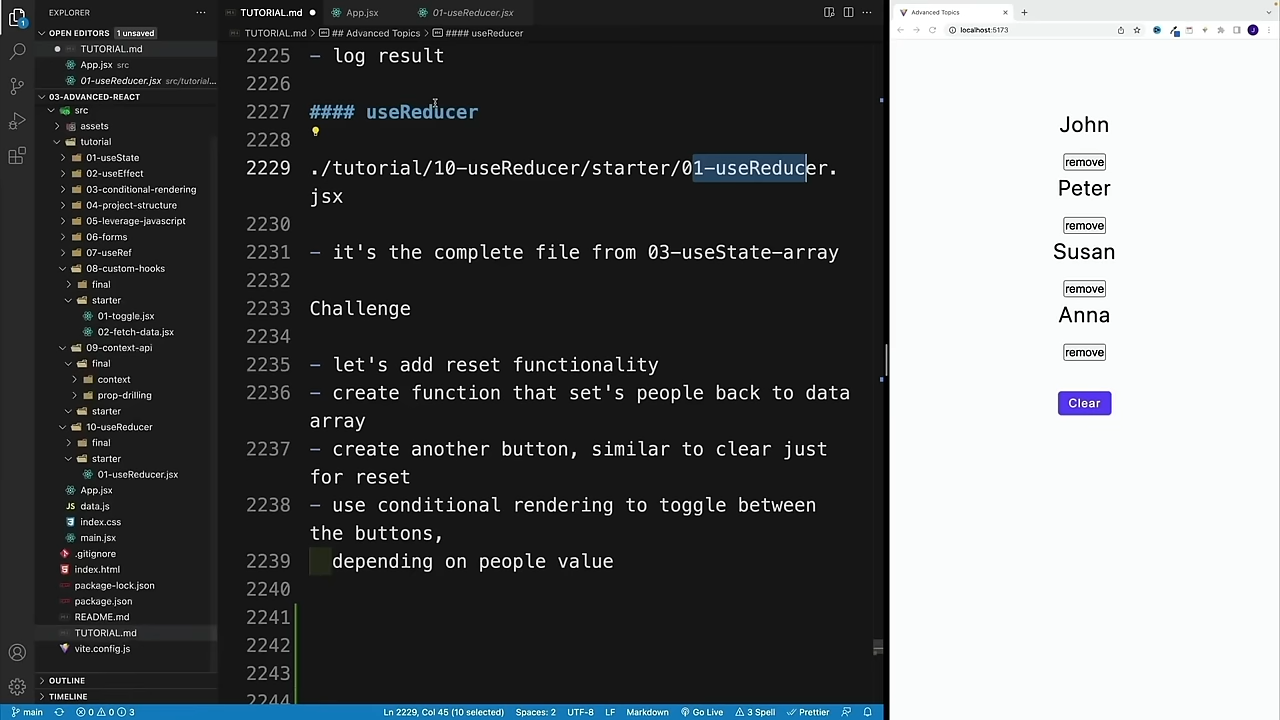 EXPLORER
OPEN EDITORS 1 unsaved
TUTORIAL.md
App.jsx src
01-useReducer.jsx src/tutorial...
03-ADVANCED-REACT
src
assets
tutorial
01-useState
02-useEffect
03-conditional-rendering
04-project-structure
05-leverage-javascript
06-forms
07-useRef
08-custom-hooks
final
starter
01-toggle.jsx
02-fetch-data.jsx
09-context-api
final
context
prop-drilling
starter
10-useReducer
final
starter
01-useReducer.jsx
App.jsx
data.js
index.css
main.jsx
.gitignore
index.html
package-lock.json
package.json
README.md
TUTORIAL.md
vite.config.js
OUTLINE
TIMELINE
TUTORIAL.md App.jsx 01-useReducer.jsx
TUTORIAL.md > ## Advanced Topics > #### useReducer
2225 - log result
2226
2227 #### useReducer
2228
2229 ./tutorial/10-useReducer/starter/01-useReducer.
jsx
2230
2231 - it's the complete file from 03-useState-array
2232
2233 Challenge
2234
2235 - let's add reset functionality
2236 - create function that set's people back to data
array
2237 - create another button, similar to clear just
for reset
2238 - use conditional rendering to toggle between
the buttons,
2239 depending on people value
2240
2241
2242
2243
2244
main 0 0 3 Ln 2229, Col 45 (10 selected) Spaces: 2 UTF-8 LF Markdown Go Live 3 Spell Prettier
Advanced Topics
localhost:5173
John
remove
Peter
remove
Susan
remove
Anna
remove
Clear